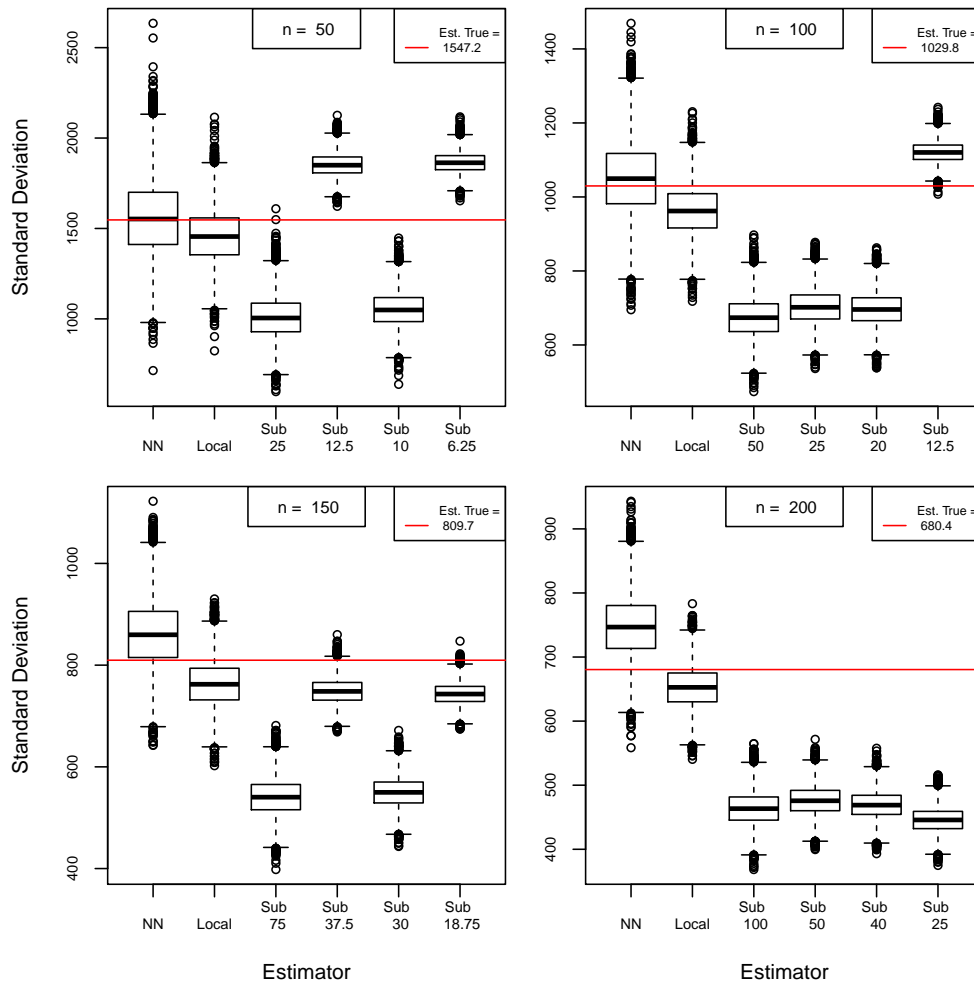 n = 50
Est. True =
1547.2
Standard Deviation
2500
2000
1500
1000
NN
Local
Sub
25
Sub
12.5
Sub
10
Sub
6.25
n = 100
Est. True =
1029.8
1400
1200
1000
800
600
NN
Local
Sub
50
Sub
25
Sub
20
Sub
12.5
n = 150
Est. True =
809.7
Standard Deviation
1000
800
600
400
NN
Local
Sub
75
Sub
37.5
Sub
30
Sub
18.75
Estimator
n = 200
Est. True =
680.4
900
800
700
600
500
400
NN
Local
Sub
100
Sub
50
Sub
40
Sub
25
Estimator